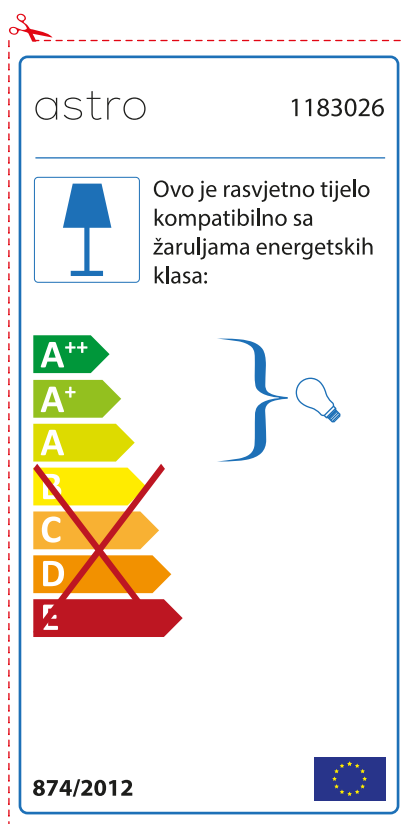 astro
1183026
Ovo je rasvjetno tijelo
kompatibilno sa
žaruljama energetskih
klasa:
A++
A+
A
B
C
D
E
874/2012